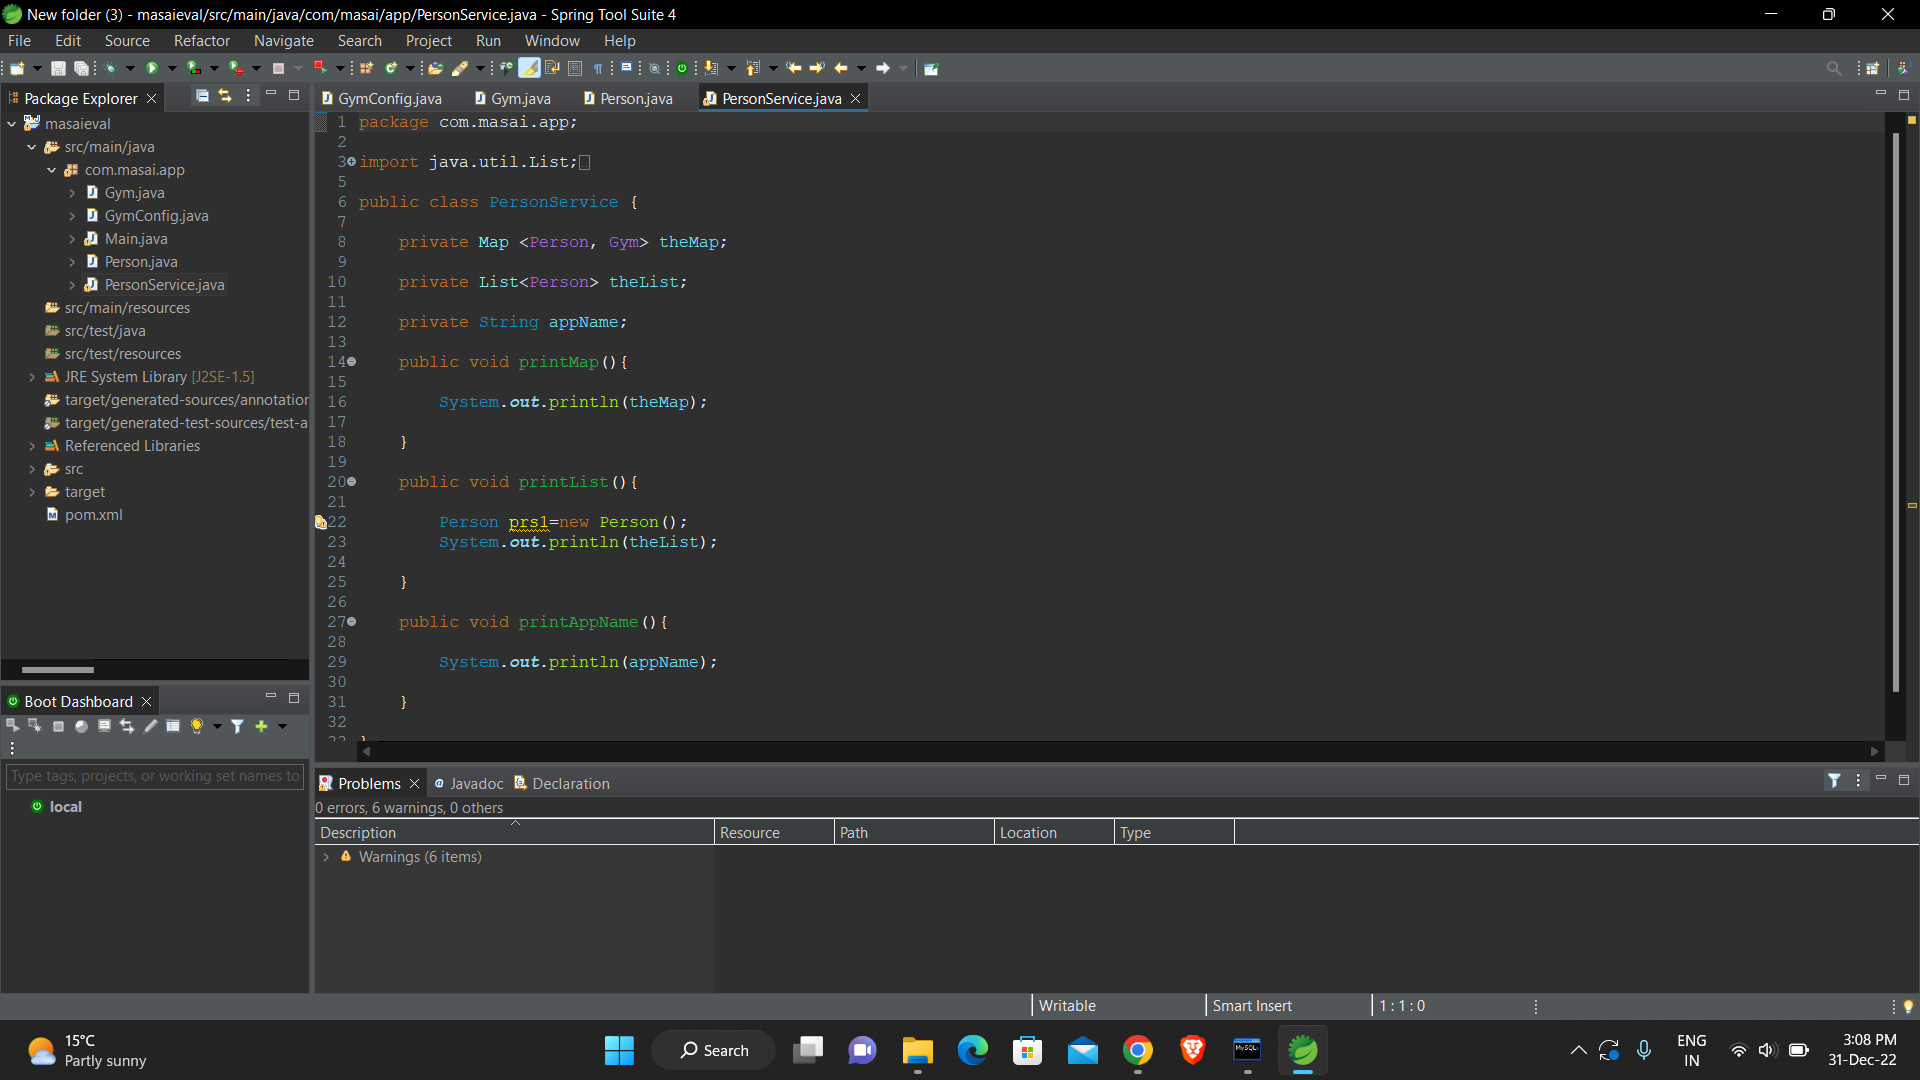 New folder (3) - masaieval/src/main/java/com/masai/app/PersonService.java - Spring Tool Suite 4
File Edit Source Refactor Navigate Search Project Run Window Help
Package Explorer
masaieval
src/main/java
com.masai.app
Gym.java
GymConfig.java
Main.java
Person.java
PersonService.java
src/main/resources
src/test/java
src/test/resources
JRE System Library [J2SE-1.5]
target/generated-sources/annotation
target/generated-test-sources/test-a
Referenced Libraries
src
target
pom.xml
Boot Dashboard
Type tags, projects, or working set names to
local
GymConfig.java Gym.java Person.java PersonService.java
1 package com.masai.app;
2
3 import java.util.List;
5
6 public class PersonService {
7
8 private Map <Person, Gym> theMap;
9
10 private List<Person> theList;
11
12 private String appName;
13
14 public void printMap(){
15
16 System.out.println(theMap);
17
18 }
19
20 public void printList(){
21
22 Person prs1=new Person();
23 System.out.println(theList);
24
25 }
26
27 public void printAppName(){
28
29 System.out.println(appName);
30
31 }
32
33 }
Problems Javadoc Declaration
0 errors, 6 warnings, 0 others
Description Resource Path Location Type
Warnings (6 items)
Writable Smart Insert 1 : 1 : 0
15°C
Partly sunny
Search
MySQL
ENG
IN
3:08 PM
31-Dec-22